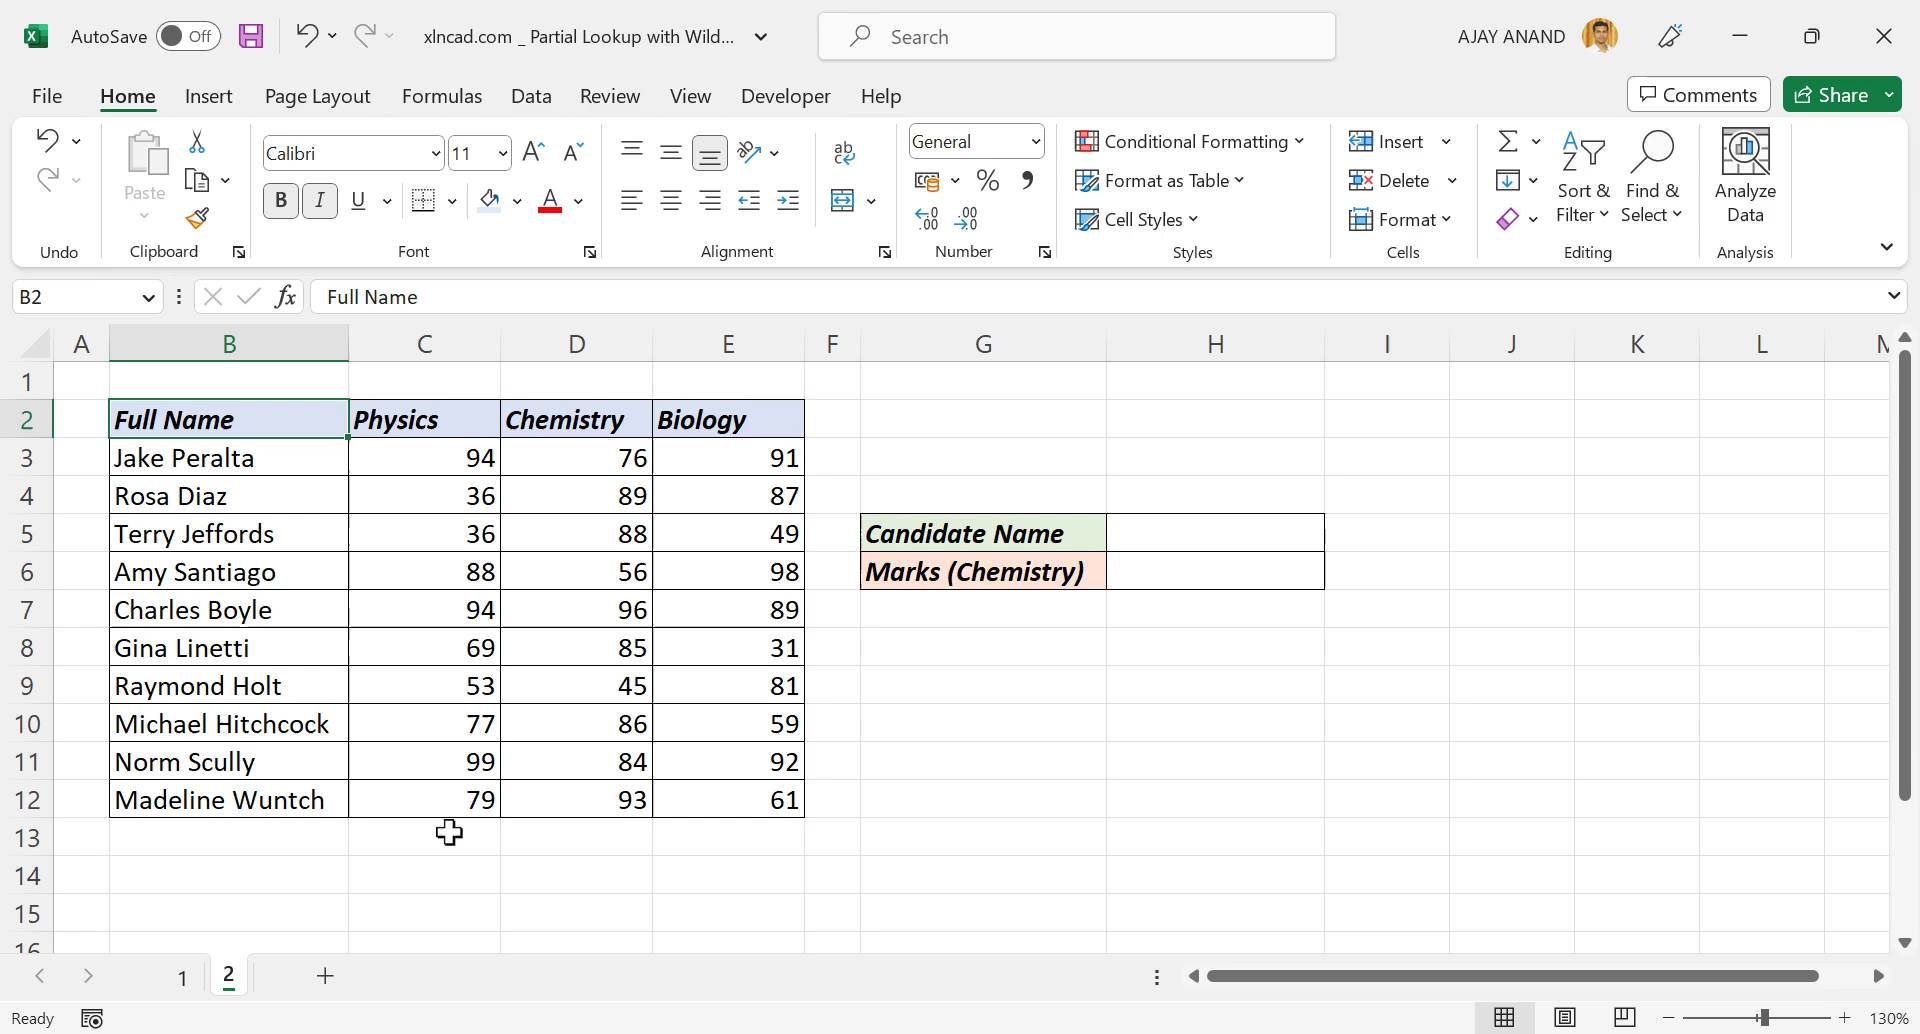 AutoSave Off xlncad.com _ Partial Lookup with Wild... Search AJAY ANAND
File Home Insert Page Layout Formulas Data Review View Developer Help Comments Share
Paste
Calibri 11
B I U A
ab
General
% ,
Conditional Formatting
Format as Table
Cell Styles
Insert
Delete
Format
Sort & Filter
Find & Select
Analyze Data
Undo Clipboard Font Alignment Number Styles Cells Editing Analysis
B2 fx Full Name
A B C D E F G H I J K L M
1
2 Full Name Physics Chemistry Biology
3 Jake Peralta 94 76 91
4 Rosa Diaz 36 89 87
5 Terry Jeffords 36 88 49 Candidate Name
6 Amy Santiago 88 56 98 Marks (Chemistry)
7 Charles Boyle 94 96 89
8 Gina Linetti 69 85 31
9 Raymond Holt 53 45 81
10 Michael Hitchcock 77 86 59
11 Norm Scully 99 84 92
12 Madeline Wuntch 79 93 61
13
14
15
16
1 2
Ready 130%